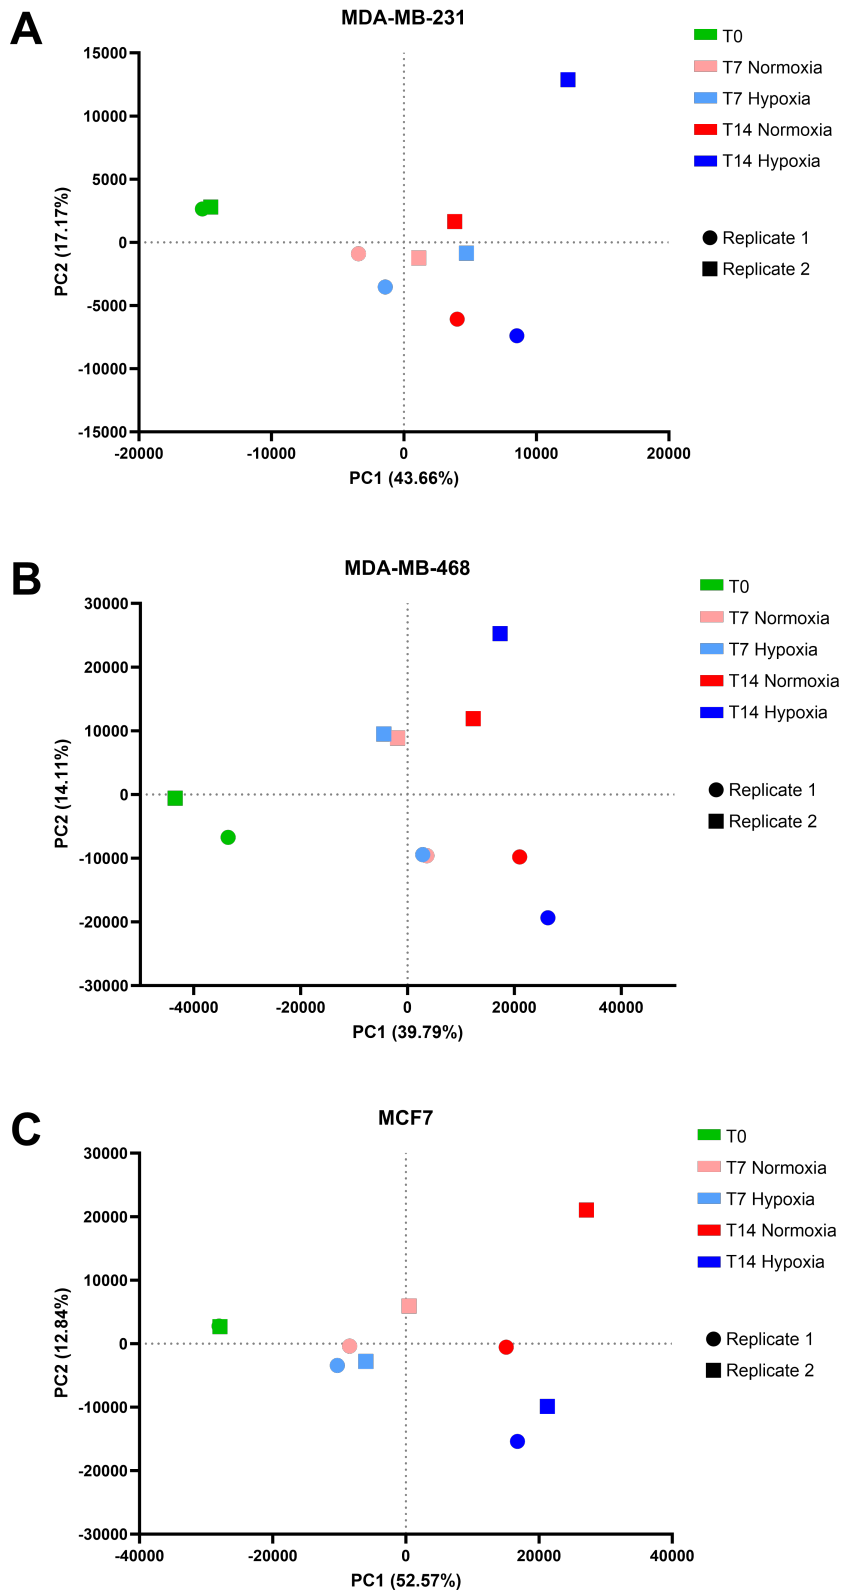 A
MDA-MB-231
15000
10000
5000
0
-5000
-10000
-15000
PC2 (17.17%)
-20000 -10000 0 10000 20000
PC1 (43.66%)
T0
T7 Normoxia
T7 Hypoxia
T14 Normoxia
T14 Hypoxia
Replicate 1
Replicate 2
B
MDA-MB-468
30000
20000
10000
0
-10000
-20000
-30000
PC2 (14.11%)
-40000 -20000 0 20000 40000
PC1 (39.79%)
T0
T7 Normoxia
T7 Hypoxia
T14 Normoxia
T14 Hypoxia
Replicate 1
Replicate 2
C
MCF7
30000
20000
10000
0
-10000
-20000
-30000
PC2 (12.84%)
-40000 -20000 0 20000 40000
PC1 (52.57%)
T0
T7 Normoxia
T7 Hypoxia
T14 Normoxia
T14 Hypoxia
Replicate 1
Replicate 2